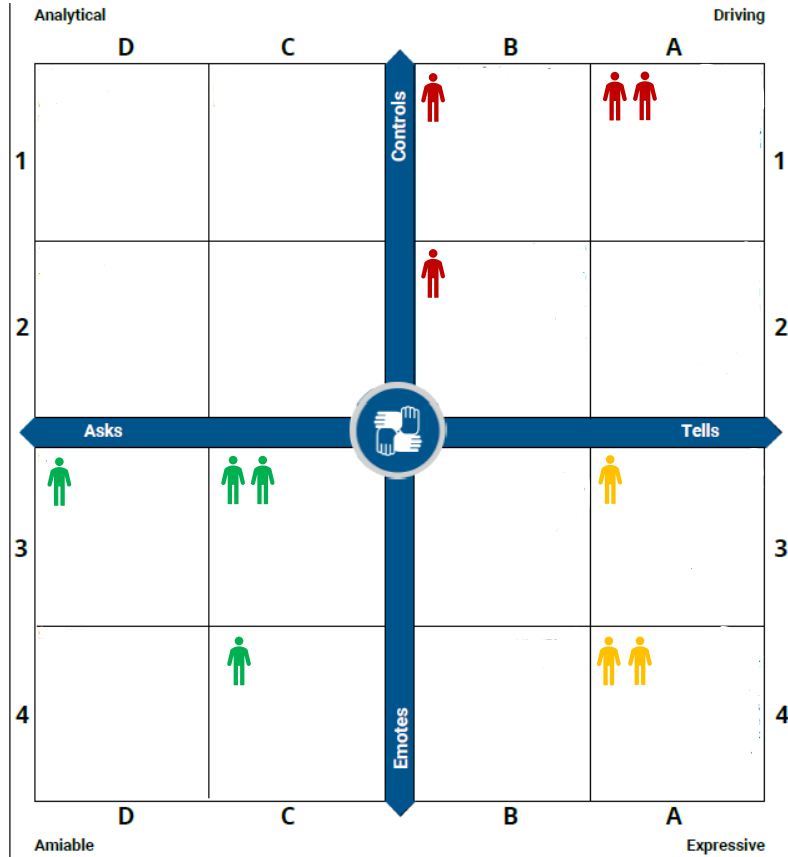 Analytical Driving
D C B A
Controls
1 1
2 2
Asks Tells
3 3
4 4
Emotes
D C B A
Amiable Expressive